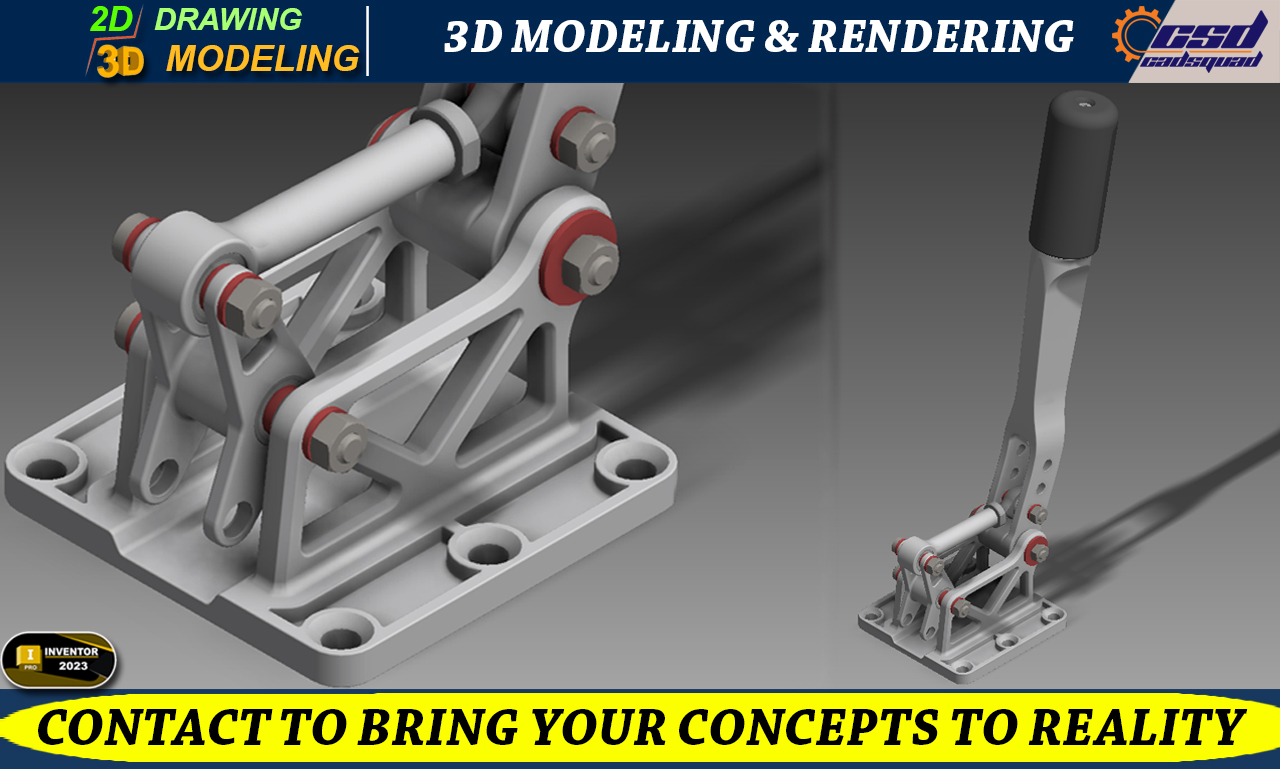 2D DRAWING
3D MODELING
3D MODELING & RENDERING
csd
cadsquad
I
PRO
INVENTOR
2023
CONTACT TO BRING YOUR CONCEPTS TO REALITY